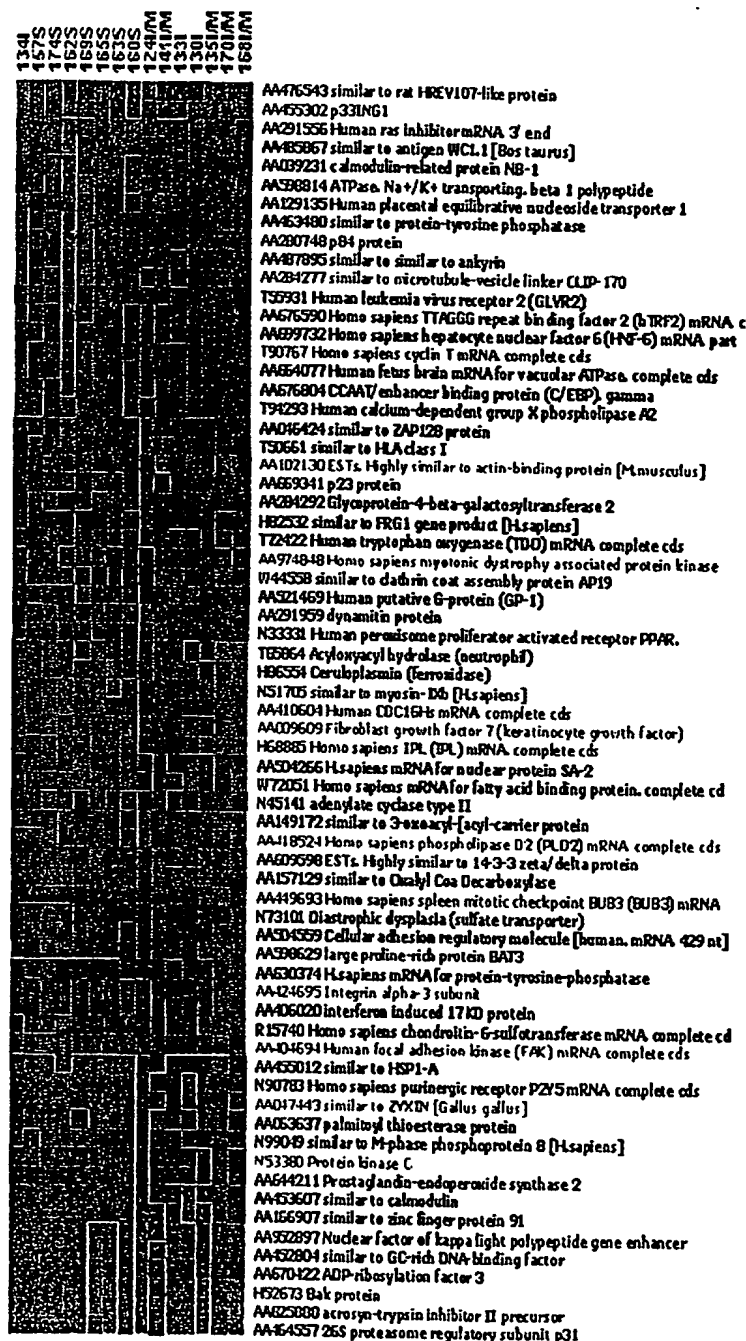 134I
157S
174S
162S
169S
165S
163S
160S
124I/M
141I/M
133I
130I
135I/M
170I/M
168I/M
AA476543 similar to rat HREV107-like protein
AA455302 p33ING1
AA291556 Human ras inhibitor mRNA 3' end
AA485867 similar to antigen WC1.1 [Bos taurus]
AA039231 calmodulin-related protein NB-1
AA598814 ATPase. Na+/K+ transporting. beta 1 polypeptide
AA129135 Human placental equilibrative nucleoside transporter 1
AA463480 similar to protein-tyrosine phosphatase
AA280748 p84 protein
AA487895 similar to similar to ankyrin
AA284277 similar to microtubule-vesicle linker CLIP-170
T55931 Human leukemia virus receptor 2 (GLVR2)
AA676590 Homo sapiens TTAGGG repeat binding factor 2 (hTRF2) mRNA c
AA699732 Homo sapiens hepatocyte nuclear factor 6 (HNF-6) mRNA part
T90767 Homo sapiens cyclin T mRNA complete cds
AA664077 Human fetus brain mRNA for vacuolar ATPase. complete cds
AA676804 CCAAT/enhancer binding protein (C/EBP). gamma
T94293 Human calcium-dependent group X phospholipase A2
AA046424 similar to ZAP128 protein
T50661 similar to HLA class I
AA102130 ESTs. Highly similar to actin-binding protein [M.musculus]
AA669341 p23 protein
AA284292 Glycoprotein-4-beta-galactosyltransferase 2
H82532 similar to FRG1 gene product [H.sapiens]
T72422 Human tryptophan oxygenase (TDO) mRNA complete cds
AA974848 Homo sapiens myotonic dystrophy associated protein kinase
W44558 similar to clathrin coat assembly protein AP19
AA521469 Human putative G-protein (GP-1)
AA291959 dynamitin protein
N33331 Human peroxisome proliferator activated receptor PPAR.
T85864 Acyloxyacyl hydrolase (neutrophil)
H86554 Ceruloplasmin (ferroxidase)
N51705 similar to myosin-IXb [H.sapiens]
AA410604 Human CDC16Hs mRNA complete cds
AA009609 Fibroblast growth factor 7 (keratinocyte growth factor)
H68885 Homo sapiens IPL (IPL) mRNA. complete cds
AA504266 H.sapiens mRNA for nuclear protein SA-2
W72051 Homo sapiens mRNA for fatty acid binding protein. complete cd
N45141 adenylate cyclase type II
AA149172 similar to 3-oxoacyl-[acyl-carrier protein
AA418524 Homo sapiens phospholipase D2 (PLD2) mRNA complete cds
AA609598 ESTs. Highly similar to 14-3-3 zeta/delta protein
AA157129 similar to Oxalyl Coa Decarboxylase
AA449693 Homo sapiens spleen mitotic checkpoint BUB3 (BUB3) mRNA
N73101 Diastrophic dysplasia (sulfate transporter)
AA504559 Cellular adhesion regulatory molecule [human. mRNA 429 nt]
AA598629 large proline-rich protein BAT3
AA630374 H.sapiens mRNA for protein-tyrosine-phosphatase
AA424695 Integrin alpha-3 subunit
AA406020 interferon induced 17KD protein
R15740 Homo sapiens chondroitin-6-sulfotransferase mRNA complete cd
AA404694 Human focal adhesion kinase (FAK) mRNA complete cds
AA455012 similar to HSP1-A
N90783 Homo sapiens purinergic receptor P2Y5 mRNA complete cds
AA047443 similar to ZYXIN [Gallus gallus]
AA063637 palmitoyl thioesterase protein
N99049 similar to M-phase phosphoprotein 8 [H.sapiens]
N53380 Protein kinase C
AA644211 Prostaglandin-endoperoxide synthase 2
AA453607 similar to calmodulin
AA166907 similar to zinc finger protein 91
AA952897 Nuclear factor of kappa light polypeptide gene enhancer
AA452804 similar to GC-rich DNA-binding factor
AA670422 ADP-ribosylation factor 3
H52673 Bak protein
AA625888 acrosyn-trypsin inhibitor II precursor
AA464557 26S proteasome regulatory subunit p31